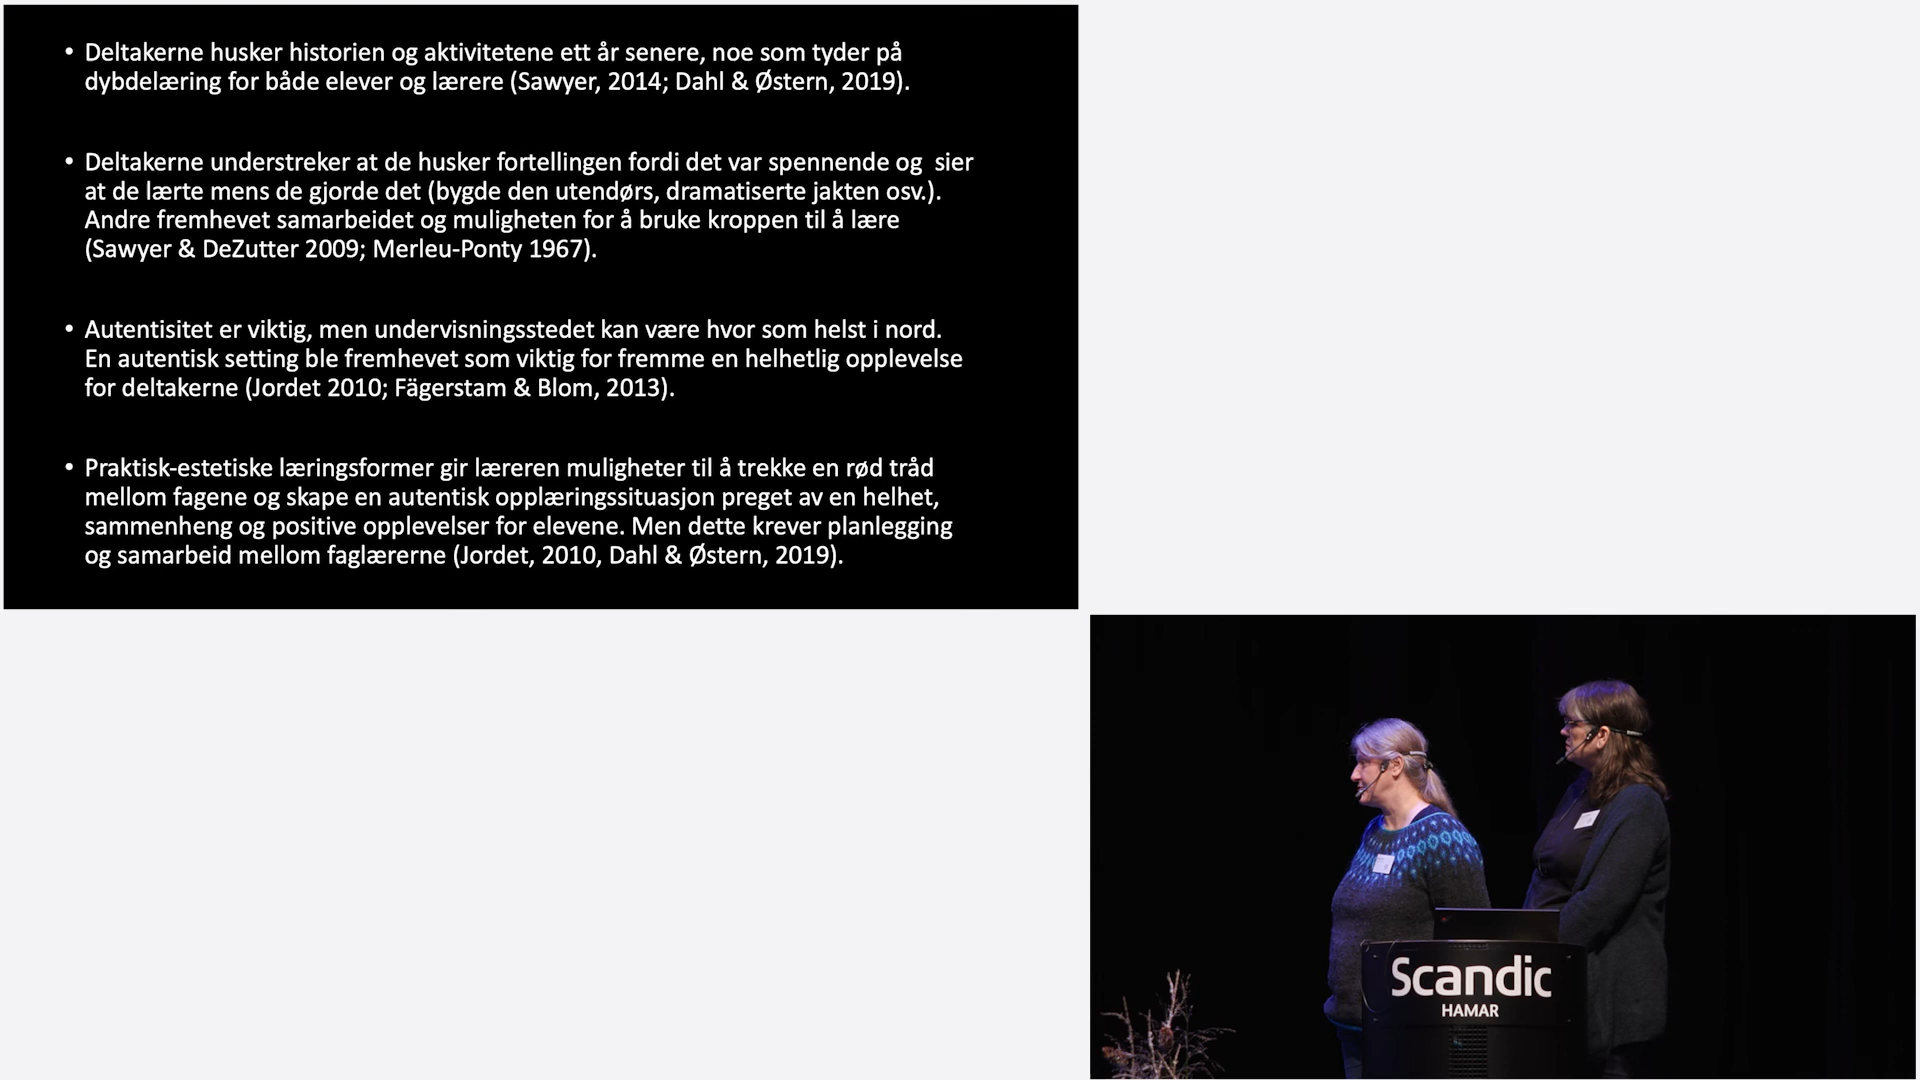 • Deltakerne husker historien og aktivitetene ett år senere, noe som tyder på
dybdelæring for både elever og lærere (Sawyer, 2014; Dahl & Østern, 2019).
• Deltakerne understreker at de husker fortellingen fordi det var spennende og  sier
at de lærte mens de gjorde det (bygde den utendørs, dramatiserte jakten osv.).
Andre fremhevet samarbeidet og muligheten for å bruke kroppen til å lære
(Sawyer & DeZutter 2009; Merleu-Ponty 1967).
• Autentisitet er viktig, men undervisningsstedet kan være hvor som helst i nord.
En autentisk setting ble fremhevet som viktig for fremme en helhetlig opplevelse
for deltakerne (Jordet 2010; Fägerstam & Blom, 2013).
• Praktisk-estetiske læringsformer gir læreren muligheter til å trekke en rød tråd
mellom fagene og skape en autentisk opplæringssituasjon preget av en helhet,
sammenheng og positive opplevelser for elevene. Men dette krever planlegging
og samarbeid mellom faglærerne (Jordet, 2010, Dahl & Østern, 2019).
Scandic
HAMAR